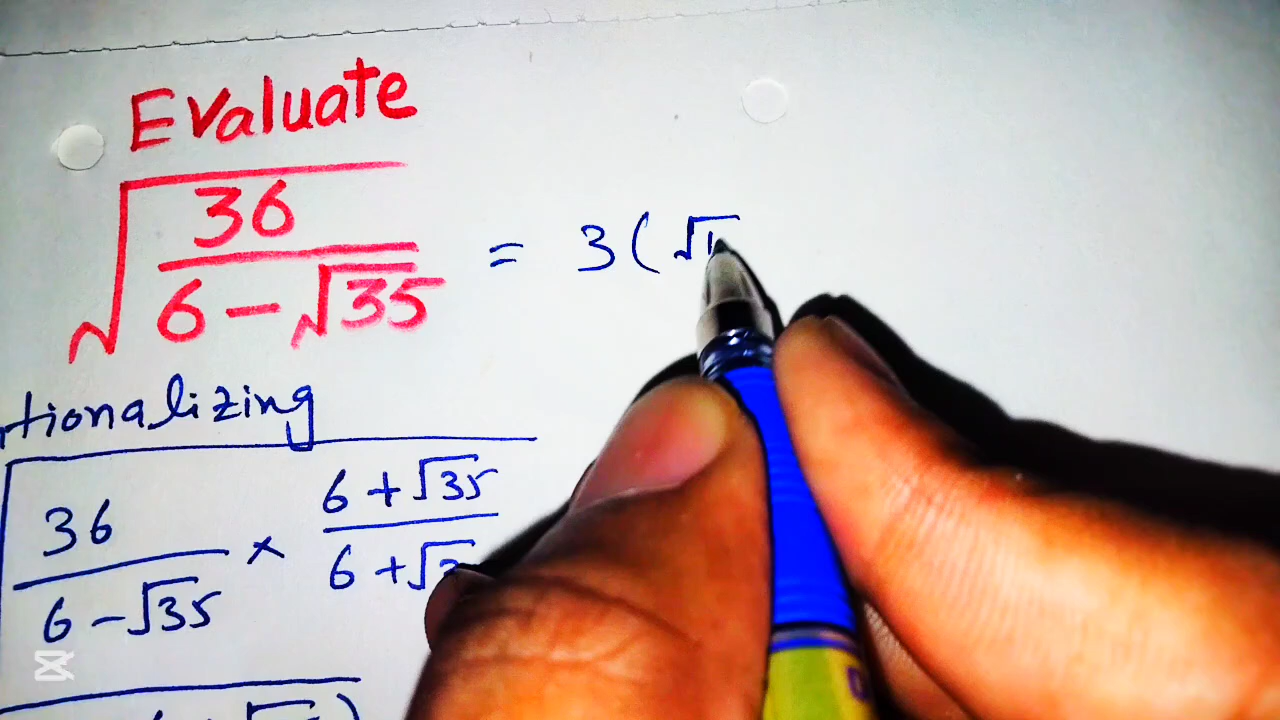 Evaluate
√(36/(6-√35)) = 3(√
tionalizing
√(36/(6-√35) × (6+√35)/(6+√